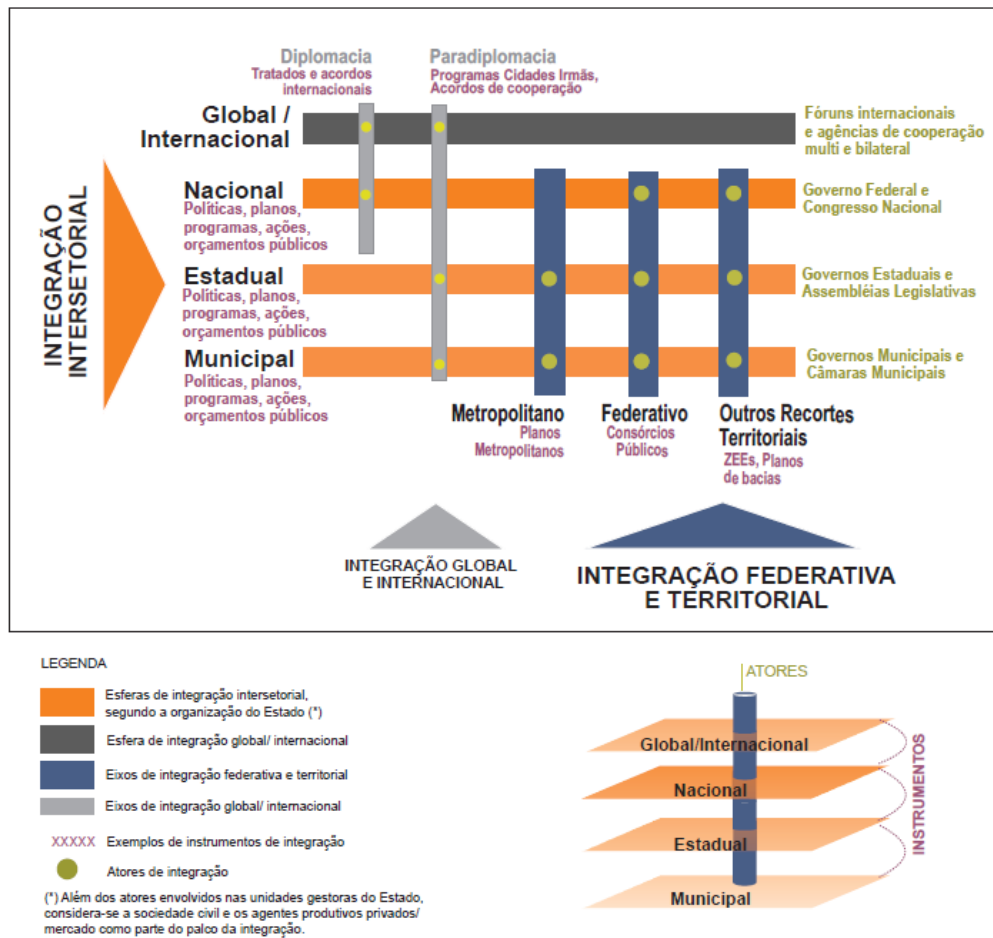 Diplomacia
Tratados e acordos
internacionais
Paradiplomacia
Programas Cidades Irmãs,
Acordos de cooperação
Global /
Internacional
Fóruns internacionais
e agências de cooperação
multi e bilateral
INTEGRAÇÃO
INTERSETORIAL
Nacional
Políticas, planos,
programas, ações,
orçamentos públicos
Governo Federal e
Congresso Nacional
Estadual
Políticas, planos,
programas, ações,
orçamentos públicos
Governos Estaduais e
Assembléias Legislativas
Municipal
Políticas, planos,
programas, ações,
orçamentos públicos
Governos Municipais e
Câmaras Municipais
Metropolitano
Planos
Metropolitanos
Federativo
Consórcios
Públicos
Outros Recortes
Territoriais
ZEEs, Planos
de bacias
INTEGRAÇÃO GLOBAL
E INTERNACIONAL
INTEGRAÇÃO FEDERATIVA
E TERRITORIAL
LEGENDA
Esferas de integração intersetorial,
segundo a organização do Estado (*)
Esfera de integração global/ internacional
Eixos de integração federativa e territorial
Eixos de integração global/ internacional
XXXXX Exemplos de instrumentos de integração
Atores de integração
(*) Além dos atores envolvidos nas unidades gestoras do Estado,
considera-se a sociedade civil e os agentes produtivos privados/
mercado como parte do palco da integração.
ATORES
Global/Internacional
Nacional
Estadual
Municipal
INSTRUMENTOS